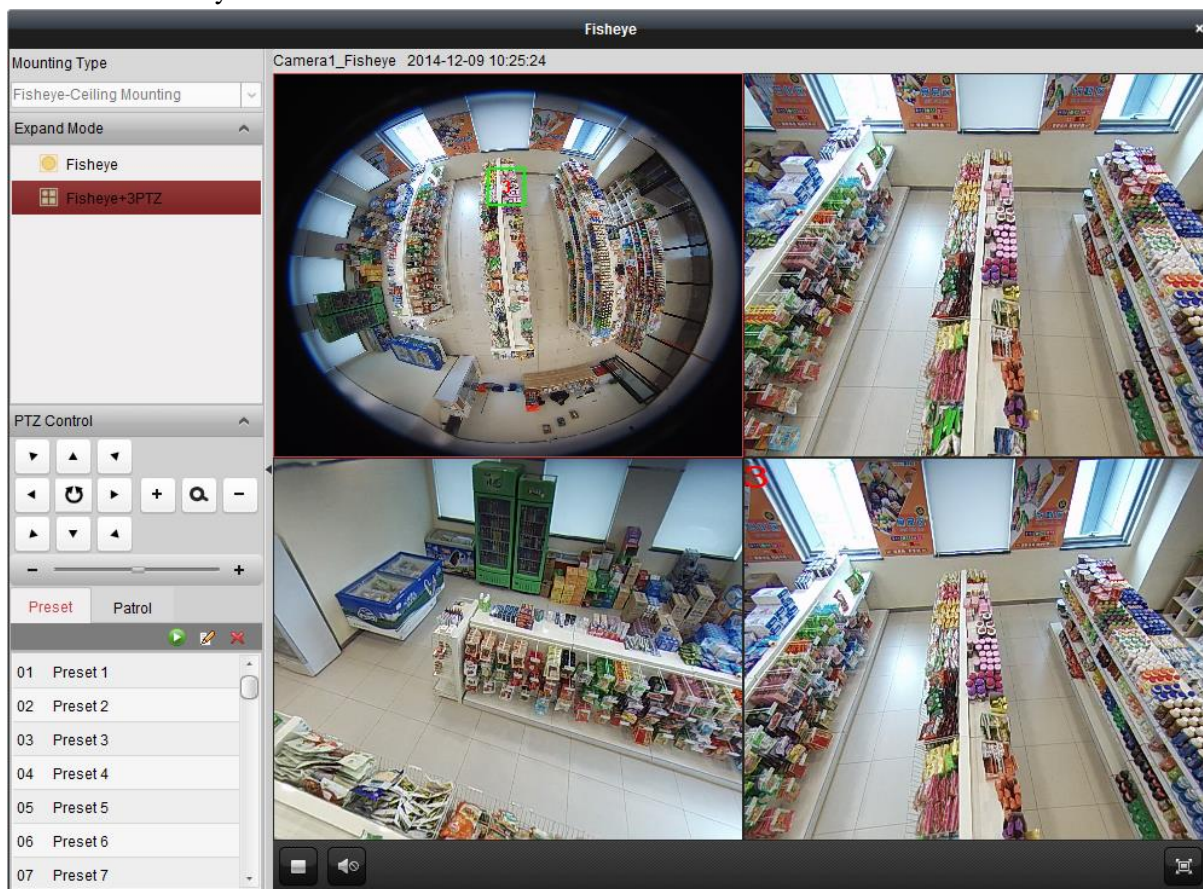 Fisheye
Mounting Type
Fisheye-Ceiling Mounting
Expand Mode
Fisheye
Fisheye+3PTZ
PTZ Control
Preset
Patrol
01 Preset 1
02 Preset 2
03 Preset 3
04 Preset 4
05 Preset 5
06 Preset 6
07 Preset 7
Camera1_Fisheye 2014-12-09 10:25:24
3